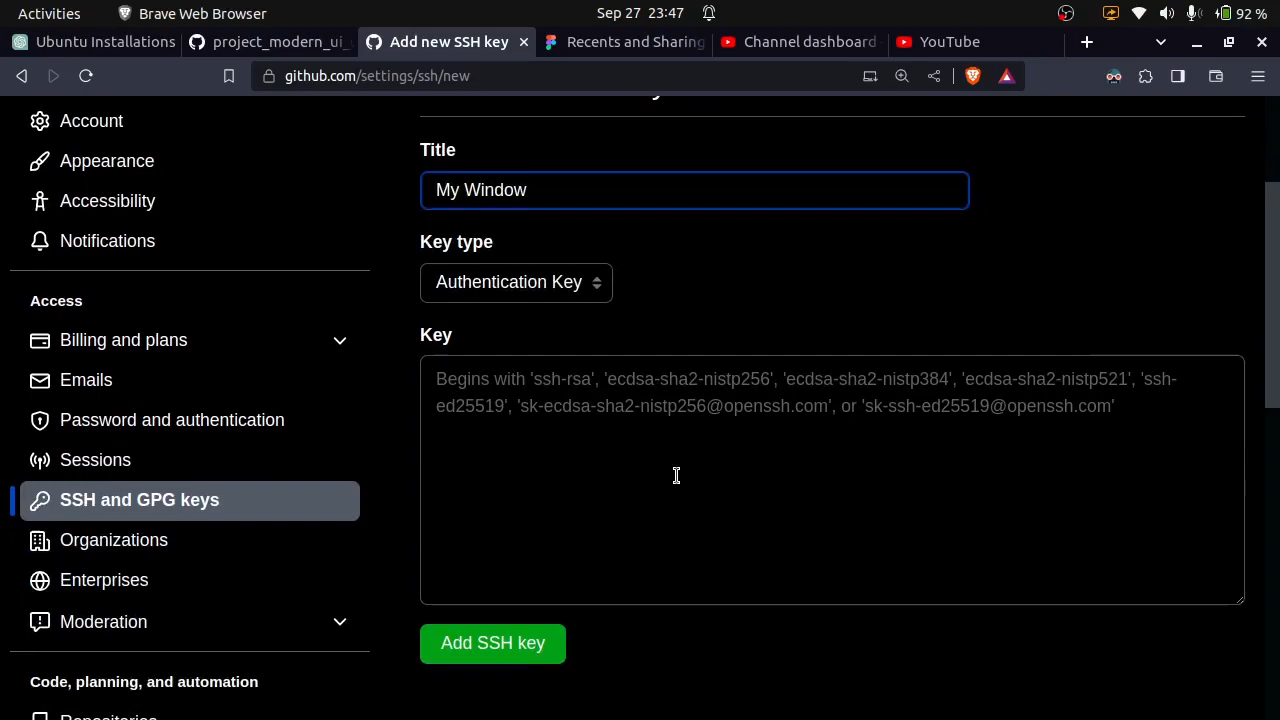 Activities
Brave Web Browser
Sep 27 23:47
92 %
Ubuntu Installations
project_modern_ui_
Add new SSH key
Recents and Sharing
Channel dashboard
YouTube
github.com/settings/ssh/new
Account
Appearance
Accessibility
Notifications
Access
Billing and plans
Emails
Password and authentication
Sessions
SSH and GPG keys
Organizations
Enterprises
Moderation
Code, planning, and automation
Repositories
Title
My Window
Key type
Authentication Key
Key
Begins with 'ssh-rsa', 'ecdsa-sha2-nistp256', 'ecdsa-sha2-nistp384', 'ecdsa-sha2-nistp521', 'ssh-
ed25519', 'sk-ecdsa-sha2-nistp256@openssh.com', or 'sk-ssh-ed25519@openssh.com'
Add SSH key